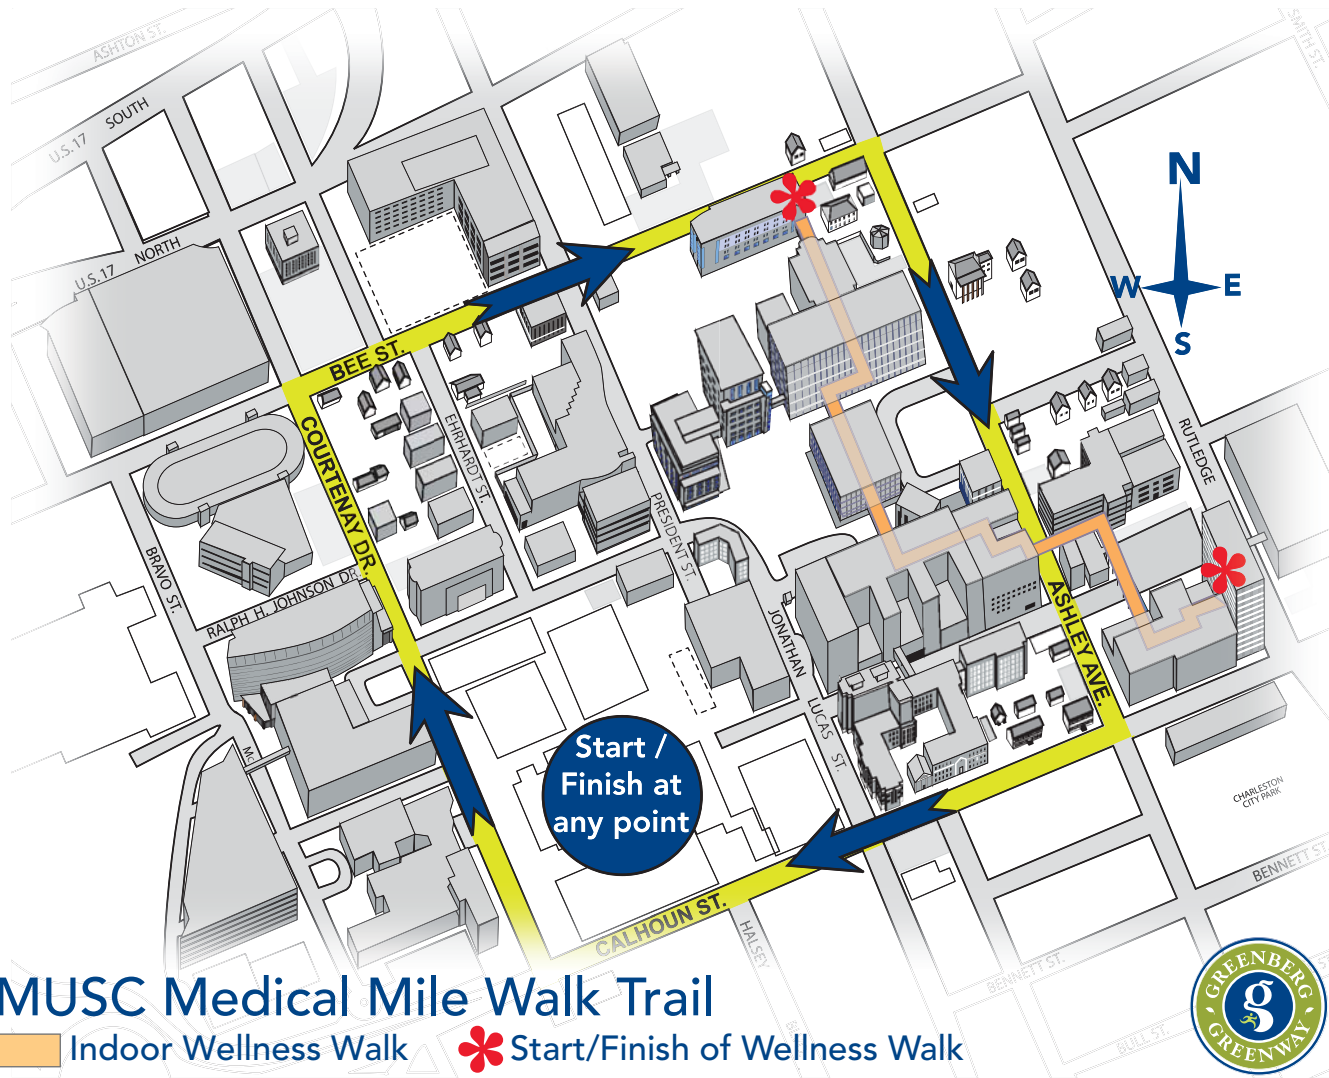 ASHTON ST.
SMITH ST.
U.S.17 SOUTH
U.S.17 NORTH
N
W
E
S
BEE ST.
COURTENAY DR.
EHRHARDT ST.
PRESIDENT ST.
RUTLEDGE
BRAVO ST.
RALPH H. JOHNSON DR.
JONATHAN
LUCAS ST.
ASHLEY AVE.
Mc
Start /
Finish at
any point
CHARLESTON
CITY PARK
BENNETT ST.
CALHOUN ST.
HALSEY
BENNETT ST.
BULL ST.
MUSC Medical Mile Walk Trail
Indoor Wellness Walk
Start/Finish of Wellness Walk
GREENBERG
g
GREENWAY